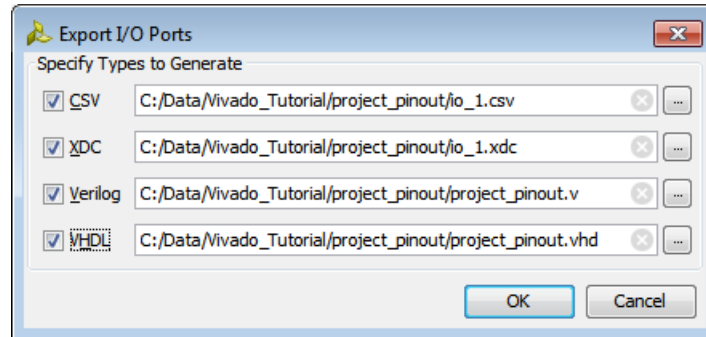 Export I/O Ports
Specify Types to Generate
CSV C:/Data/Vivado_Tutorial/project_pinout/io_1.csv ...
XDC C:/Data/Vivado_Tutorial/project_pinout/io_1.xdc ...
Verilog C:/Data/Vivado_Tutorial/project_pinout/project_pinout.v ...
VHDL C:/Data/Vivado_Tutorial/project_pinout/project_pinout.vhd ...
OK Cancel